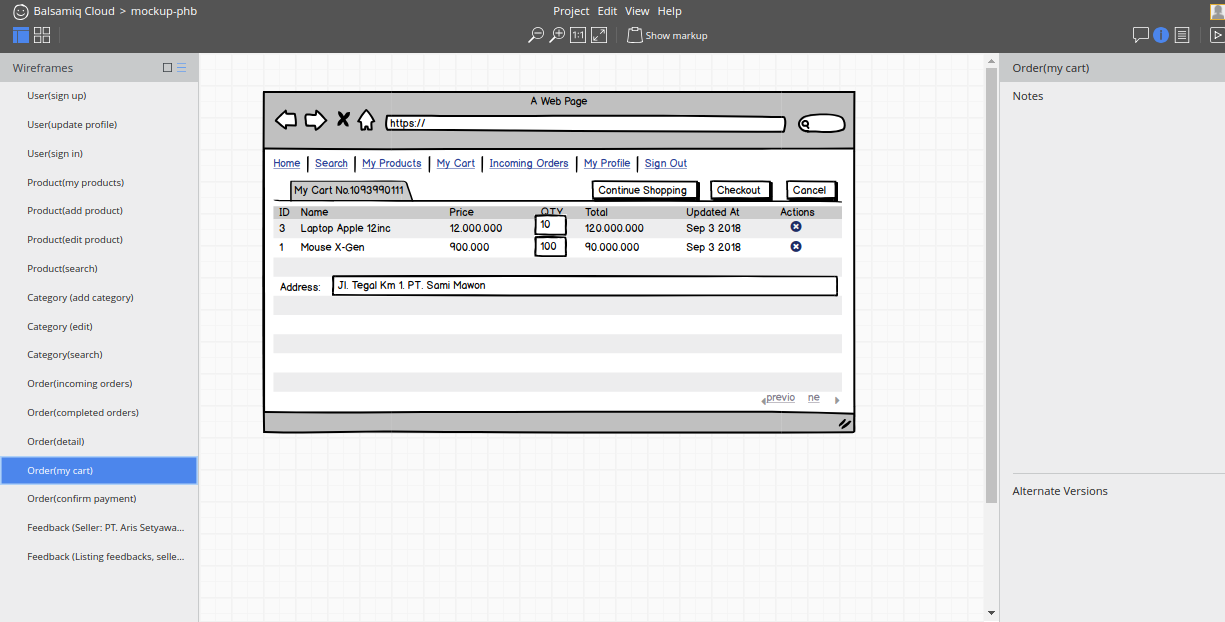 Balsamiq Cloud > mockup-phb
Project Edit View Help
1:1 Show markup
Wireframes
User(sign up)
User(update profile)
User(sign in)
Product(my products)
Product(add product)
Product(edit product)
Product(search)
Category (add category)
Category (edit)
Category(search)
Order(incoming orders)
Order(completed orders)
Order(detail)
Order(my cart)
Order(confirm payment)
Feedback (Seller: PT. Aris Setyawa...
Feedback (Listing feedbacks, selle...
A Web Page
https://
Home Search My Products My Cart Incoming Orders My Profile Sign Out
My Cart No.1093990111 Continue Shopping Checkout Cancel
ID Name Price QTY Total Updated At Actions
3 Laptop Apple 12inc 12.000.000 10 120.000.000 Sep 3 2018
1 Mouse X-Gen 900.000 100 90.000.000 Sep 3 2018
Address: Jl. Tegal Km 1. PT. Sami Mawon
previo ne
Order(my cart)
Notes
Alternate Versions